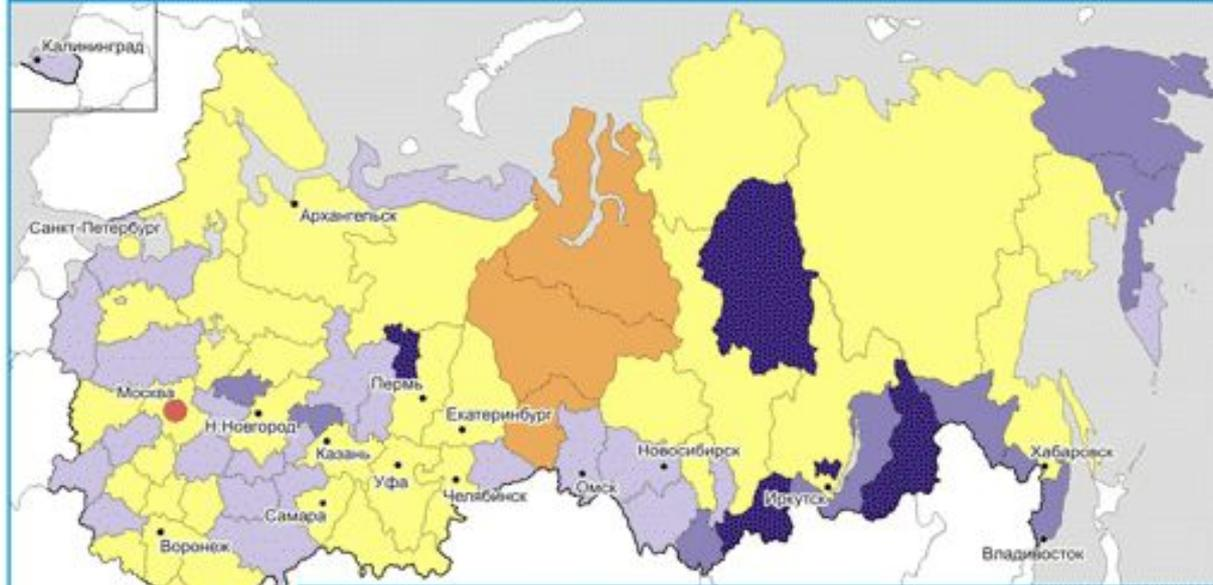 Калининград
Санкт-Петербург
Архангельск
Москва
Пермь
Н.Новгород
Екатеринбург
Казань
Новосибирск
Хабаровск
Уфа
Челябинск
Омск
Иркутск
Самара
Воронеж
Владивосток